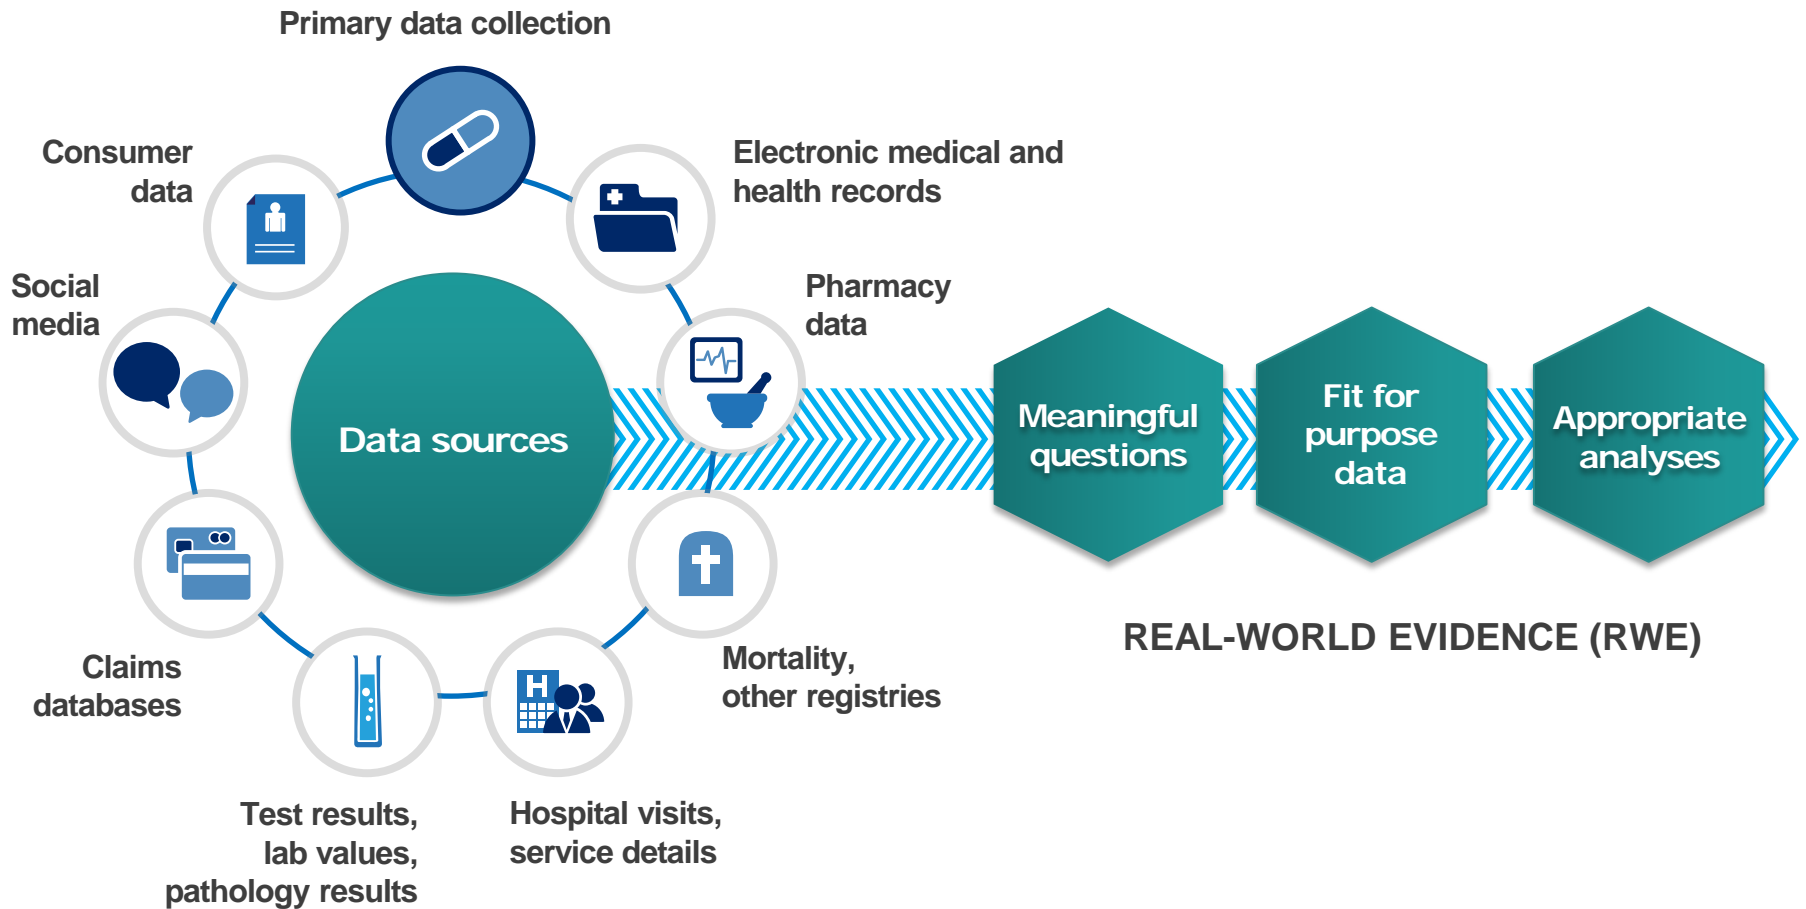 Primary data collection
Consumer
data
Electronic medical and
health records
Social
media
Pharmacy
data
Data sources
Meaningful
questions
Fit for
purpose
data
Appropriate
analyses
REAL-WORLD EVIDENCE (RWE)
Claims
databases
H
Mortality,
other registries
Test results,
lab values,
pathology results
Hospital visits,
service details